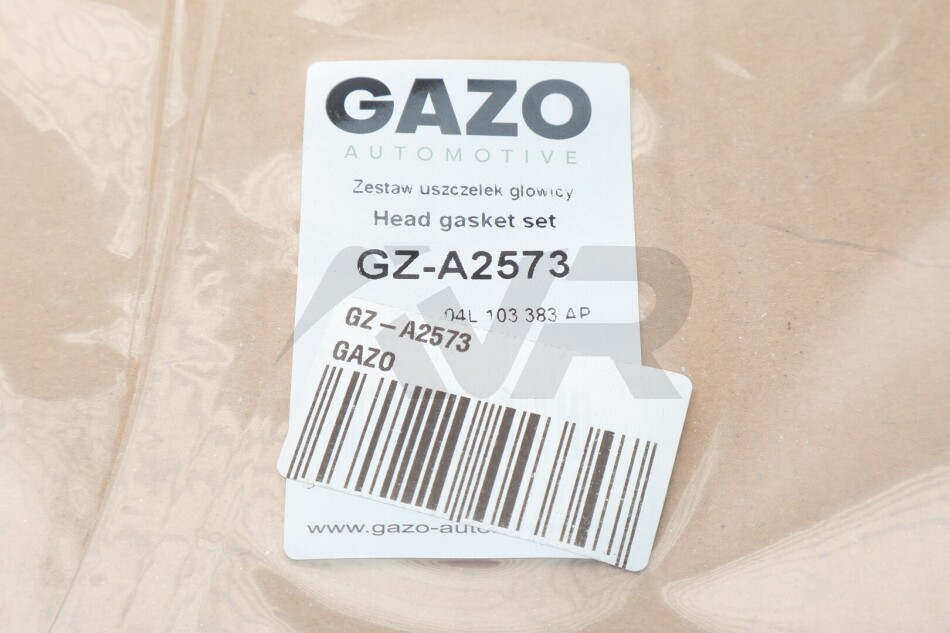 GAZO
AUTOMOTIVE
Zestaw uszczelek głowicy
Head gasket set
GZ-A2573
04L 103 383 AP
GZ-A2573
GAZO
www.gazo-auto